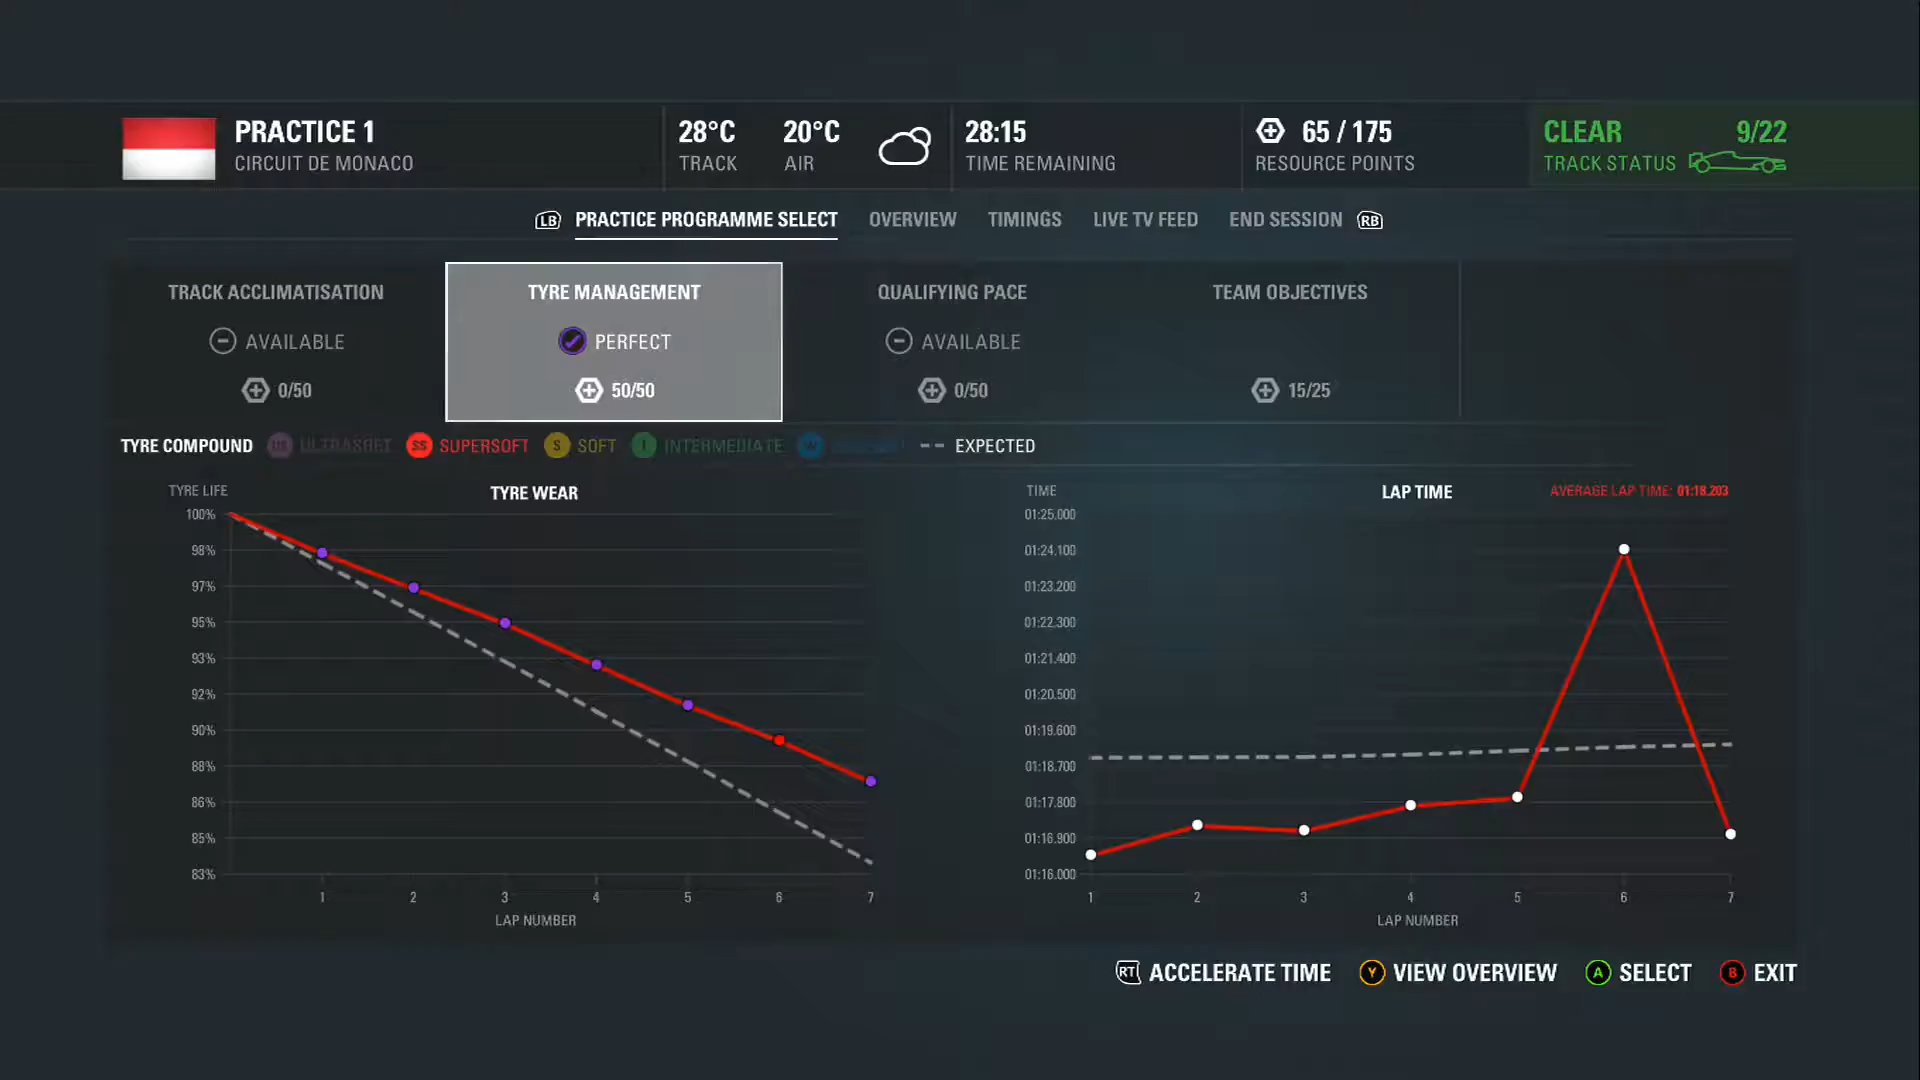 PRACTICE 1
CIRCUIT DE MONACO
28°C
TRACK
20°C
AIR
28:15
TIME REMAINING
65 / 175
RESOURCE POINTS
CLEAR
TRACK STATUS
9/22
LB PRACTICE PROGRAMME SELECT OVERVIEW TIMINGS LIVE TV FEED END SESSION RB
TRACK ACCLIMATISATION
AVAILABLE
0/50
TYRE MANAGEMENT
PERFECT
50/50
QUALIFYING PACE
AVAILABLE
0/50
TEAM OBJECTIVES
15/25
TYRE COMPOUND US ULTRASOFT SS SUPERSOFT S SOFT I INTERMEDIATE W EXPECTED
TYRE LIFE
TYRE WEAR
100%
98%
97%
95%
93%
92%
90%
88%
86%
85%
83%
1 2 3 4 5 6 7
LAP NUMBER
TIME
LAP TIME
AVERAGE LAP TIME: 01:18.203
01:25.000
01:24.100
01:23.200
01:22.300
01:21.400
01:20.500
01:19.600
01:18.700
01:17.800
01:16.900
01:16.000
1 2 3 4 5 6 7
LAP NUMBER
RT ACCELERATE TIME Y VIEW OVERVIEW A SELECT B EXIT